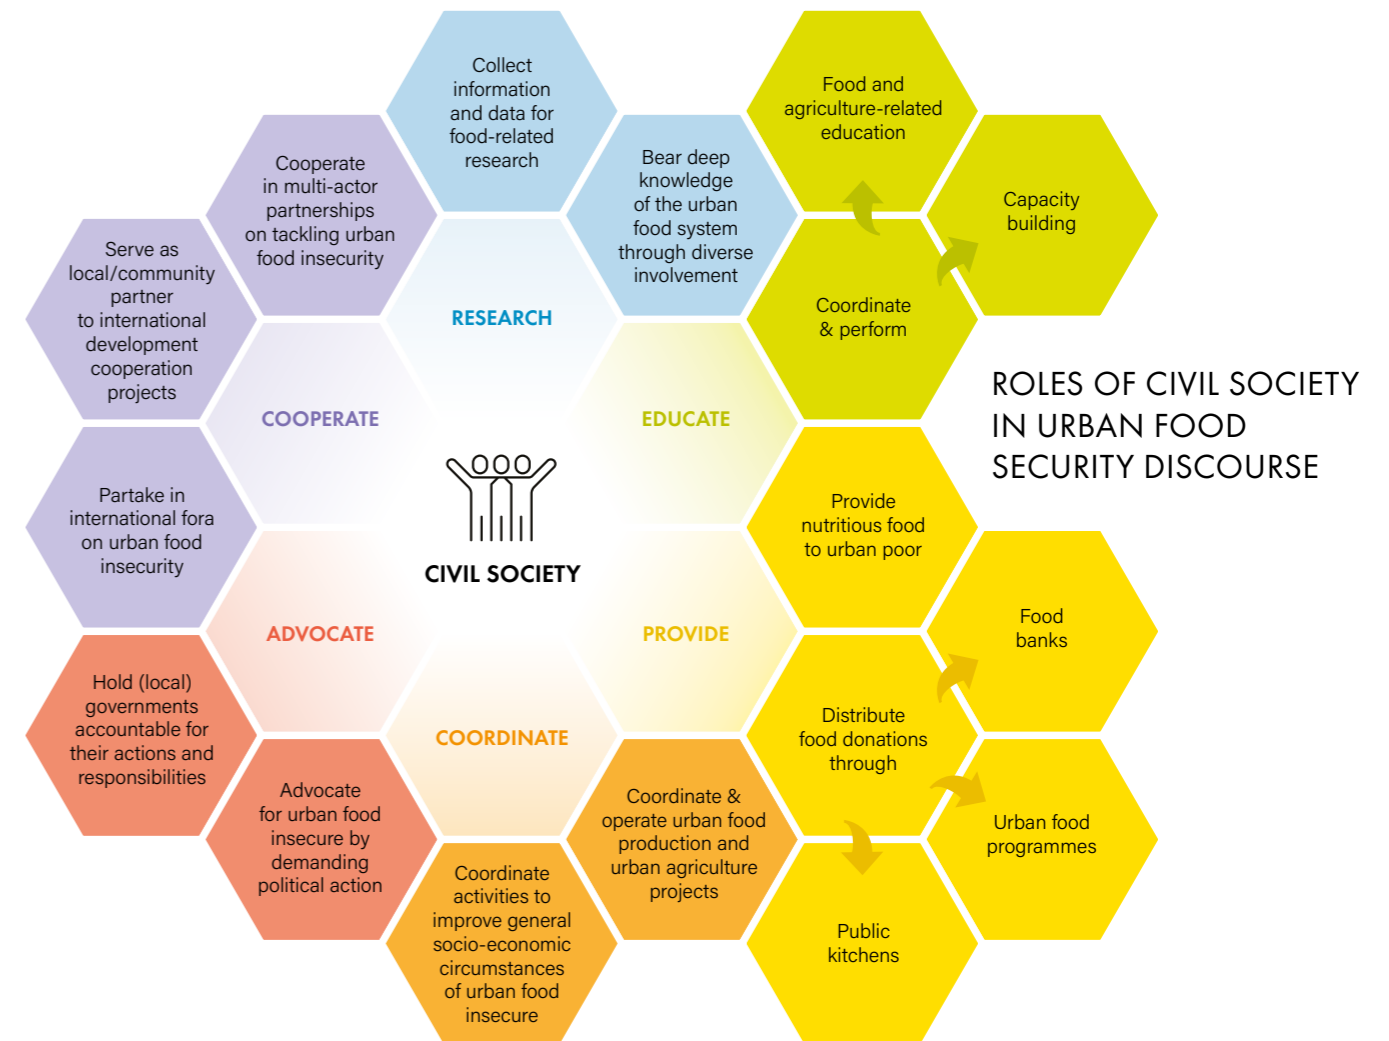 Collect
information
and data for
food-related
research
Food and
agriculture-related
education
Cooperate
in multi-actor
partnerships
on tackling urban
food insecurity
Bear deep
knowledge
of the urban
food system
through diverse
involvement
Capacity
building
Serve as
local/community
partner
to international
development
cooperation
projects
RESEARCH
Coordinate
& perform
COOPERATE
EDUCATE
ROLES OF CIVIL SOCIETY
IN URBAN FOOD
SECURITY DISCOURSE
Partake in
international fora
on urban food
insecurity
CIVIL SOCIETY
Provide
nutritious food
to urban poor
ADVOCATE
PROVIDE
Food
banks
Hold (local)
governments
accountable for
their actions and
responsibilities
COORDINATE
Distribute
food donations
through
Advocate
for urban food
insecure by
demanding
political action
Coordinate &
operate urban food
production and
urban agriculture
projects
Urban food
programmes
Coordinate
activities to
improve general
socio-economic
circumstances
of urban food
insecure
Public
kitchens